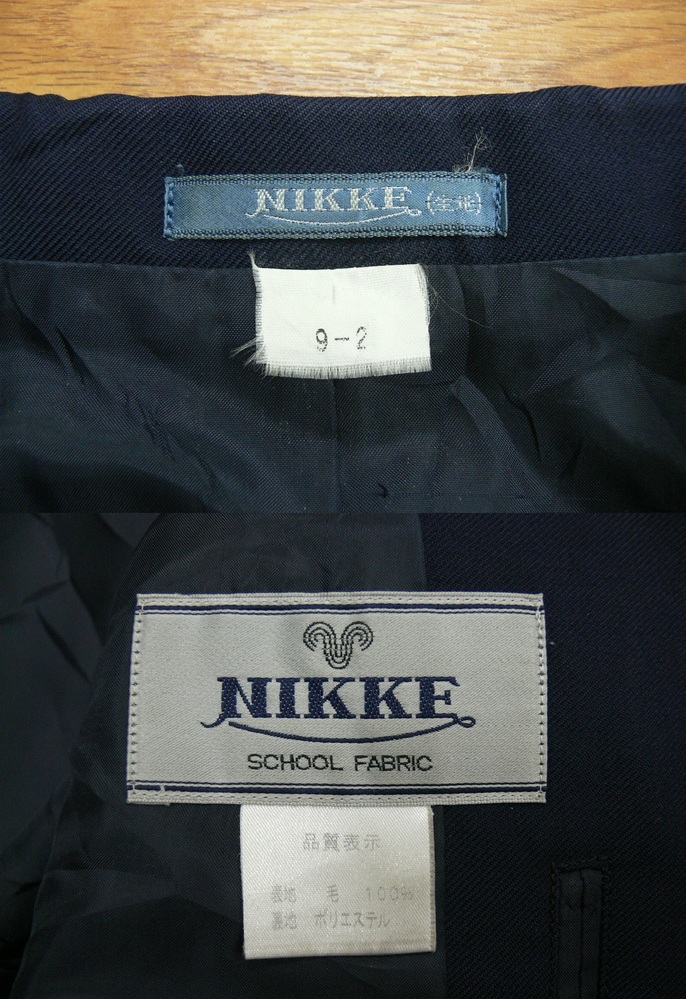 NIKKE (生地)
9-2
NIKKE
SCHOOL FABRIC
品質表示
表地 毛 100%
裏地 ポリエステル